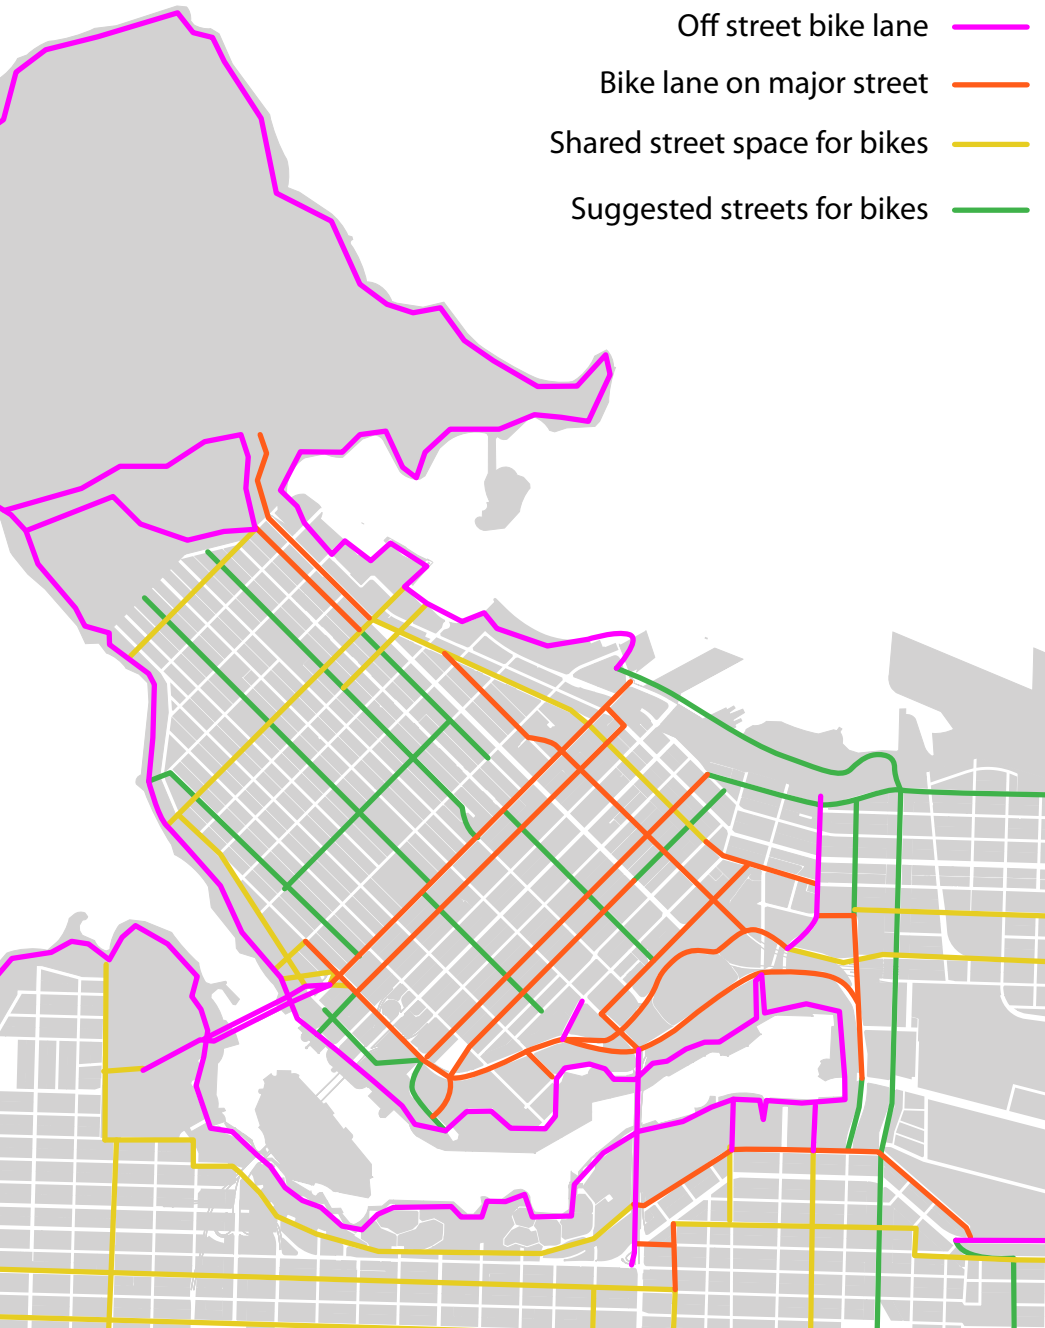 Off street bike lane
Bike lane on major street
Shared street space for bikes
Suggested streets for bikes